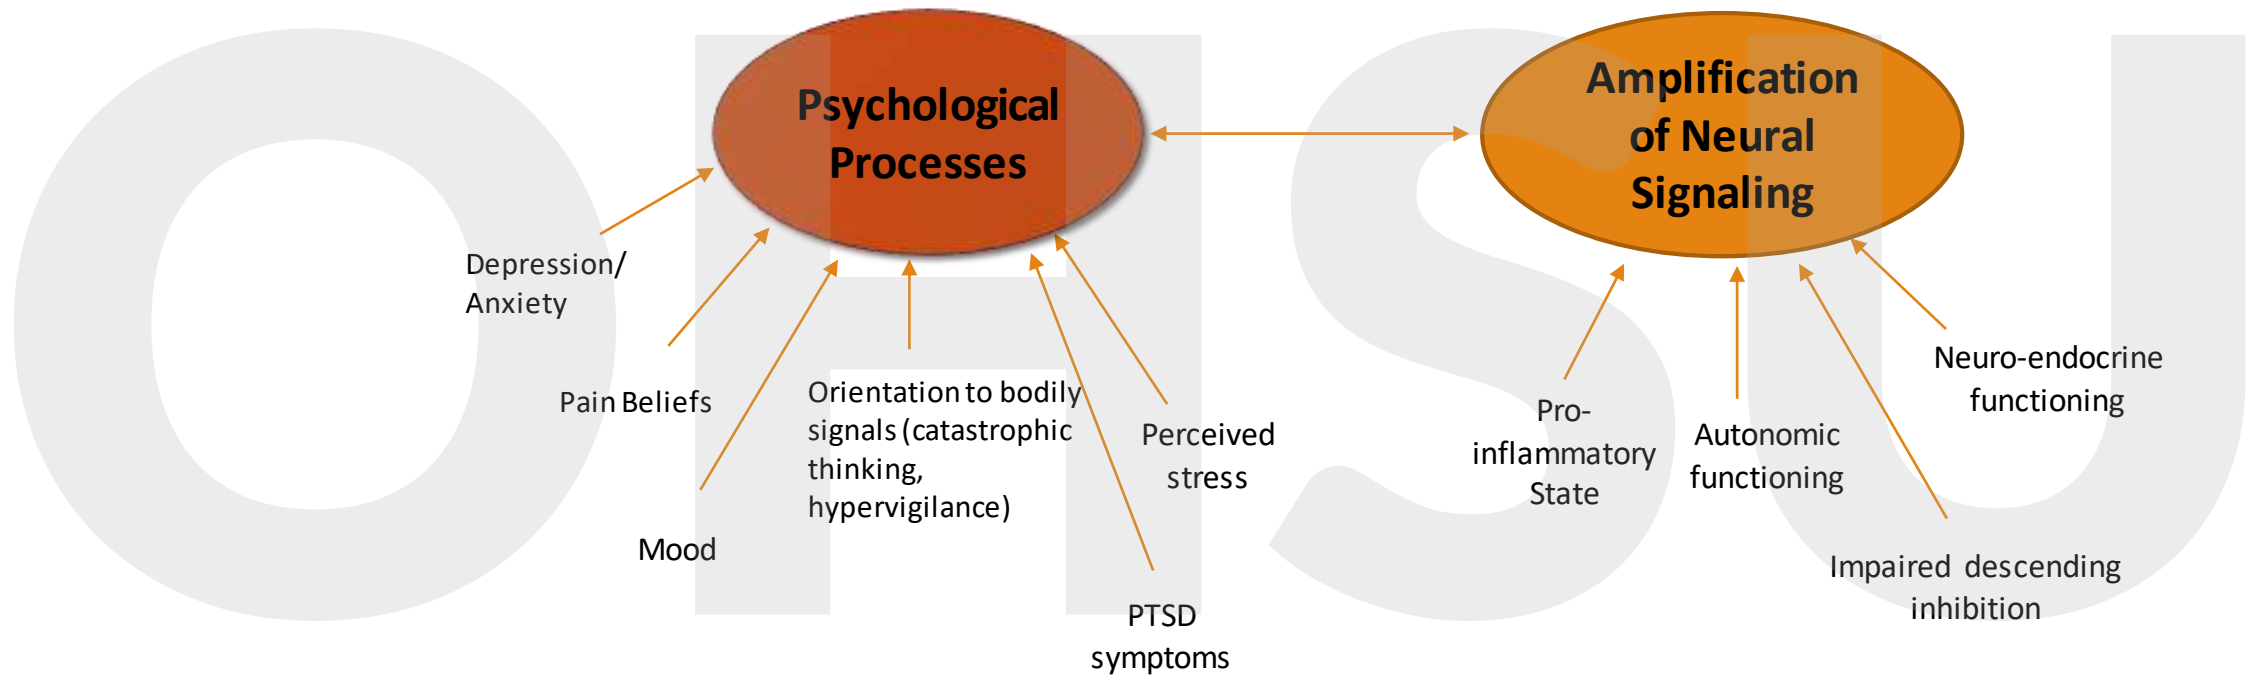 OHSU
Psychological
Processes
Amplification
of Neural
Signaling
Depression/
Anxiety
Pain Beliefs
Mood
Orientation to bodily
signals (catastrophic
thinking,
hypervigilance)
PTSD
symptoms
Perceived
stress
Pro-
inflammatory
State
Autonomic
functioning
Impaired descending
inhibition
Neuro-endocrine
functioning